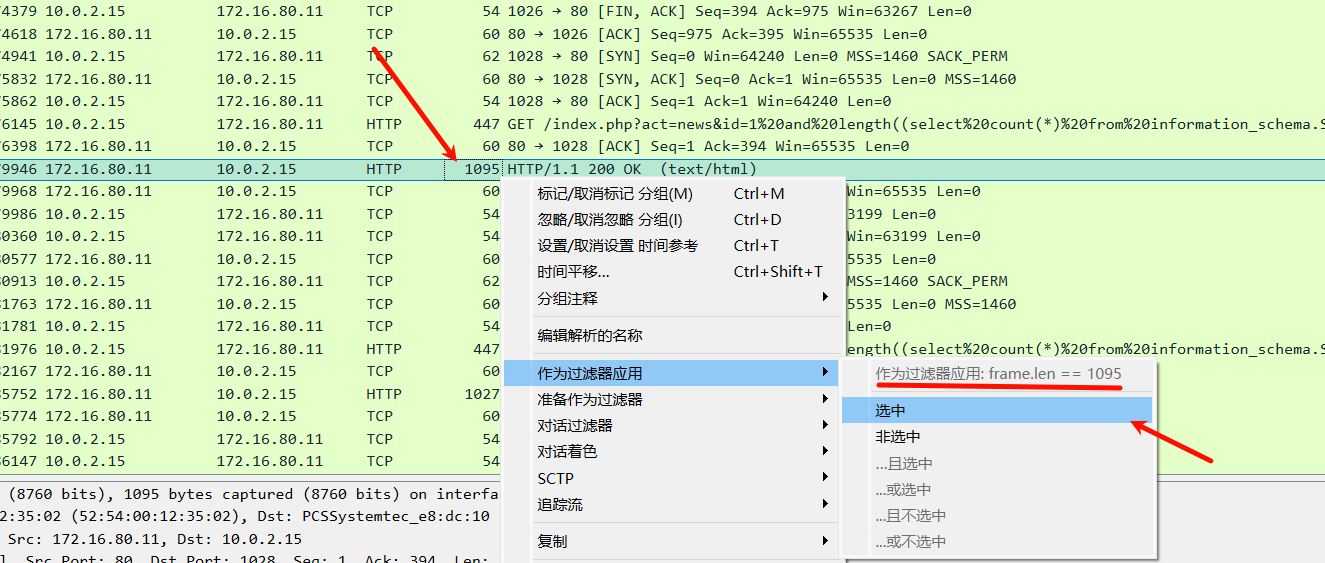 74379 10.0.2.15 172.16.80.11 TCP 54 1026 → 80 [FIN, ACK] Seq=394 Ack=975 Win=63267 Len=0
74618 172.16.80.11 10.0.2.15 TCP 60 80 → 1026 [ACK] Seq=975 Ack=395 Win=65535 Len=0
74941 10.0.2.15 172.16.80.11 TCP 62 1028 → 80 [SYN] Seq=0 Win=64240 Len=0 MSS=1460 SACK_PERM
75832 172.16.80.11 10.0.2.15 TCP 60 80 → 1028 [SYN, ACK] Seq=0 Ack=1 Win=65535 Len=0 MSS=1460
75862 10.0.2.15 172.16.80.11 TCP 54 1028 → 80 [ACK] Seq=1 Ack=1 Win=64240 Len=0
76145 10.0.2.15 172.16.80.11 HTTP 447 GET /index.php?act=news&id=1%20and%20length((select%20count(*)%20from%20information_schema.S
76398 172.16.80.11 10.0.2.15 TCP 60 80 → 1028 [ACK] Seq=1 Ack=394 Win=65535 Len=0
79946 172.16.80.11 10.0.2.15 HTTP 1095 HTTP/1.1 200 OK (text/html)
79968 172.16.80.11 10.0.2.15 TCP 60 Win=65535 Len=0
79986 10.0.2.15 172.16.80.11 TCP 54 3199 Len=0
80360 10.0.2.15 172.16.80.11 TCP 54 Win=63199 Len=0
80577 172.16.80.11 10.0.2.15 TCP 60 5535 Len=0
80913 10.0.2.15 172.16.80.11 TCP 62 MSS=1460 SACK_PERM
81763 172.16.80.11 10.0.2.15 TCP 60 5535 Len=0 MSS=1460
81781 10.0.2.15 172.16.80.11 TCP 54 Len=0
81976 10.0.2.15 172.16.80.11 HTTP 447 ength((select%20count(*)%20from%20information_schema.S
82167 172.16.80.11 10.0.2.15 TCP 60
85752 172.16.80.11 10.0.2.15 HTTP 1027
85774 172.16.80.11 10.0.2.15 TCP 60
85792 10.0.2.15 172.16.80.11 TCP 54
86147 10.0.2.15 172.16.80.11 TCP 54
标记/取消标记 分组(M) Ctrl+M
忽略/取消忽略 分组(I) Ctrl+D
设置/取消设置 时间参考 Ctrl+T
时间平移... Ctrl+Shift+T
分组注释
编辑解析的名称
作为过滤器应用
准备作为过滤器
对话过滤器
对话着色
SCTP
追踪流
复制
作为过滤器应用: frame.len == 1095
选中
非选中
...且选中
...或选中
...且不选中
...或不选中
(8760 bits), 1095 bytes captured (8760 bits) on interfa
2:35:02 (52:54:00:12:35:02), Dst: PCSSystemtec_e8:dc:10
Src: 172.16.80.11, Dst: 10.0.2.15
l, Src Port: 80, Dst Port: 1028, Seq: 1, Ack: 394, Len: